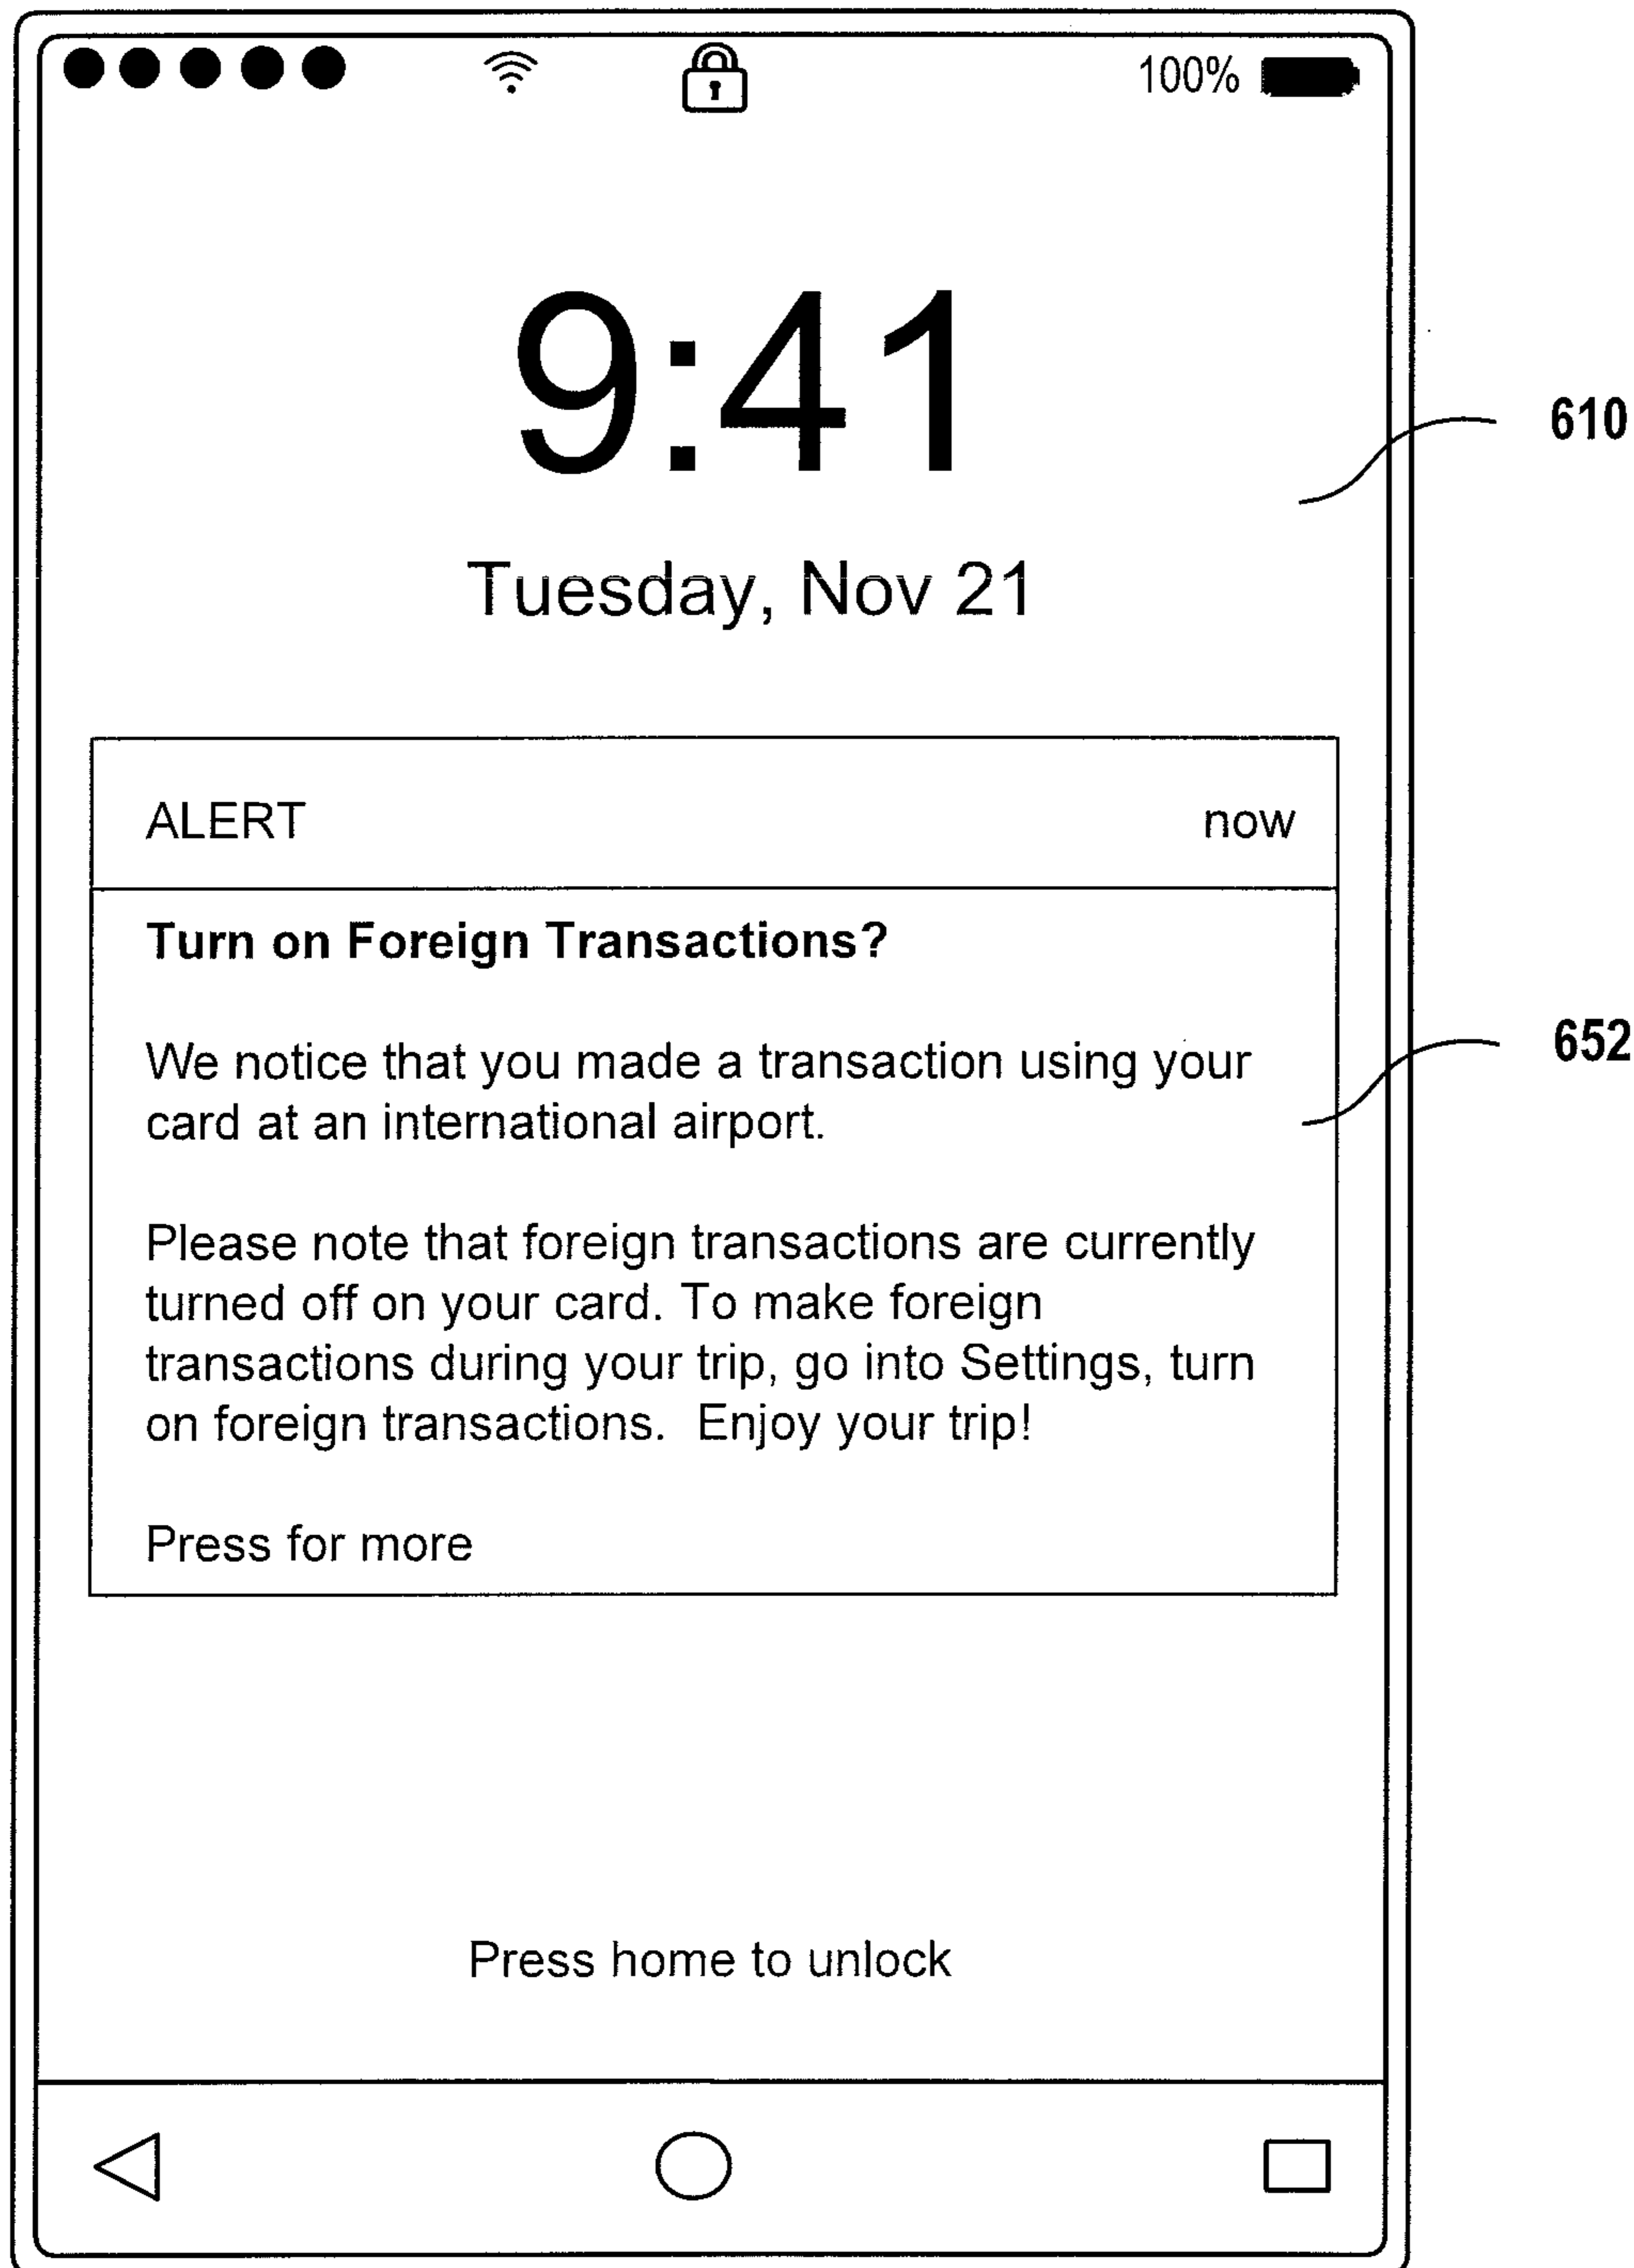 100%
9:41
610
Tuesday, Nov 21
ALERT now
Turn on Foreign Transactions?
We notice that you made a transaction using your
652
card at an international airport.
Please note that foreign transactions are currently
turned off on your card. To make foreign
transactions during your trip, go into Settings, turn
on foreign transactions.  Enjoy your trip!
Press for more
Press home to unlock